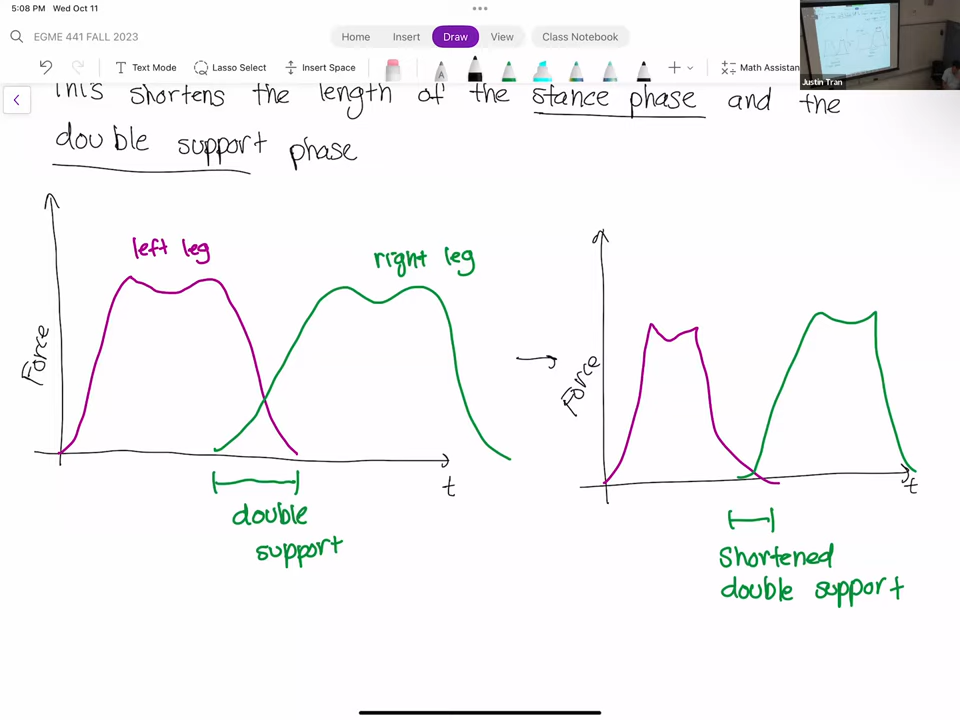 5:08 PM Wed Oct 11
EGME 441 FALL 2023
Home Insert Draw View Class Notebook
Text Mode Lasso Select Insert Space Math Assistan
Justin Tran
This shortens the length of the stance phase and the
double support phase
left leg
right leg
Force
t
double
support
Force
t
Shortened
double support